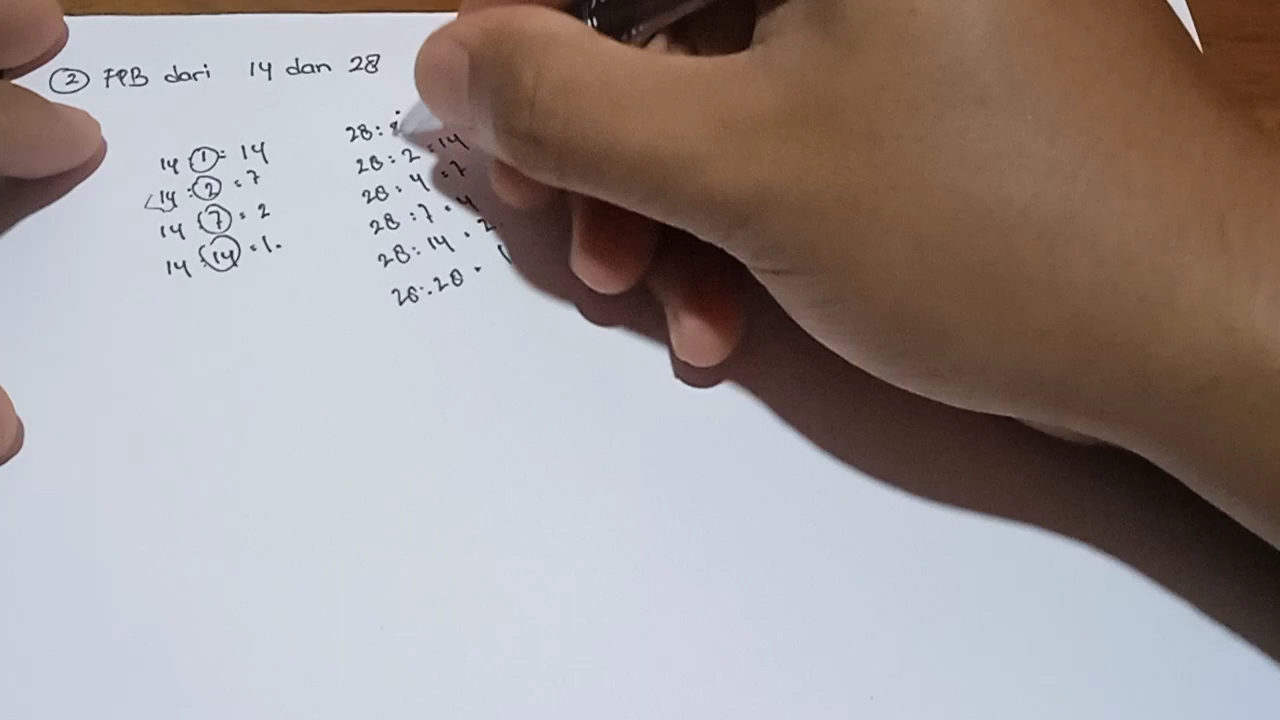 ② FPB dari 14 dan 28
14 1 = 14
14 : 2 = 7
14 : 7 = 2
14 : 14 = 1.
28 :
28 : 2 = 14
28 : 4 = 7
28 : 7 = 4
28 : 14 = 2
28 : 28 =